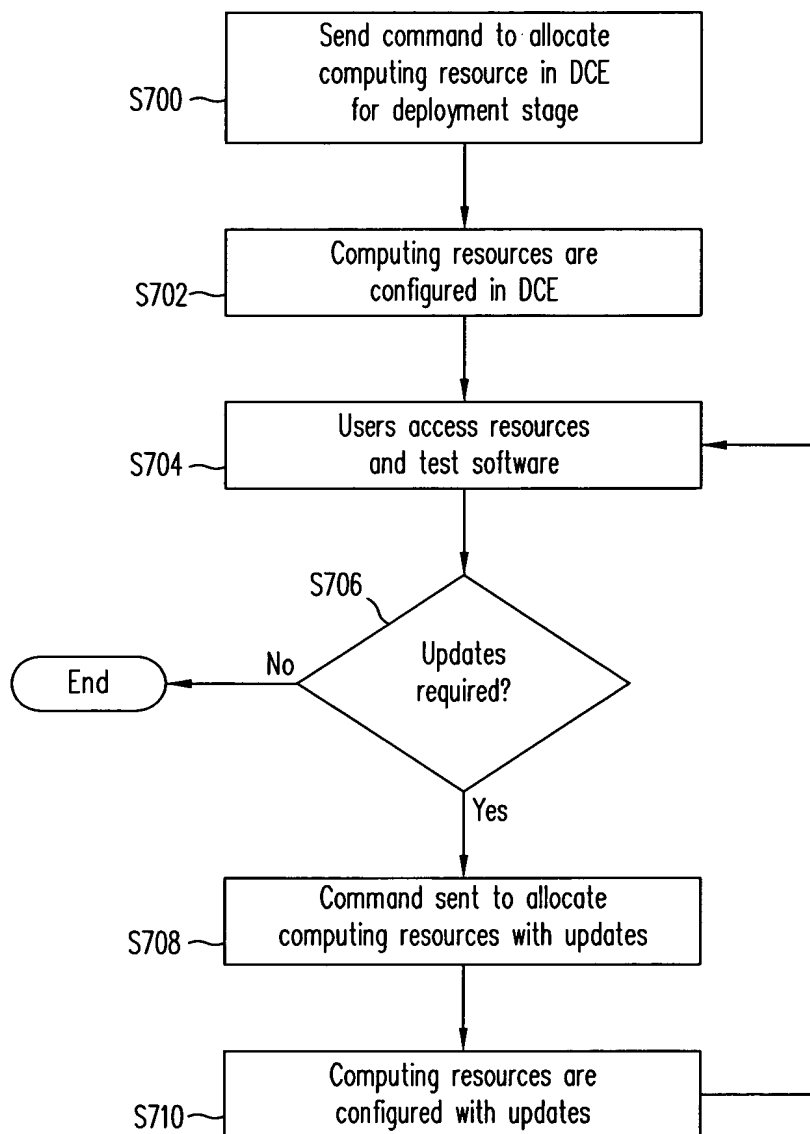 Send command to allocate
computing resource in DCE
for deployment stage
S700
Computing resources are
configured in DCE
S702
Users access resources
and test software
S704
S706
Updates
required?
No
End
Yes
Command sent to allocate
computing resources with updates
S708
Computing resources are
configured with updates
S710